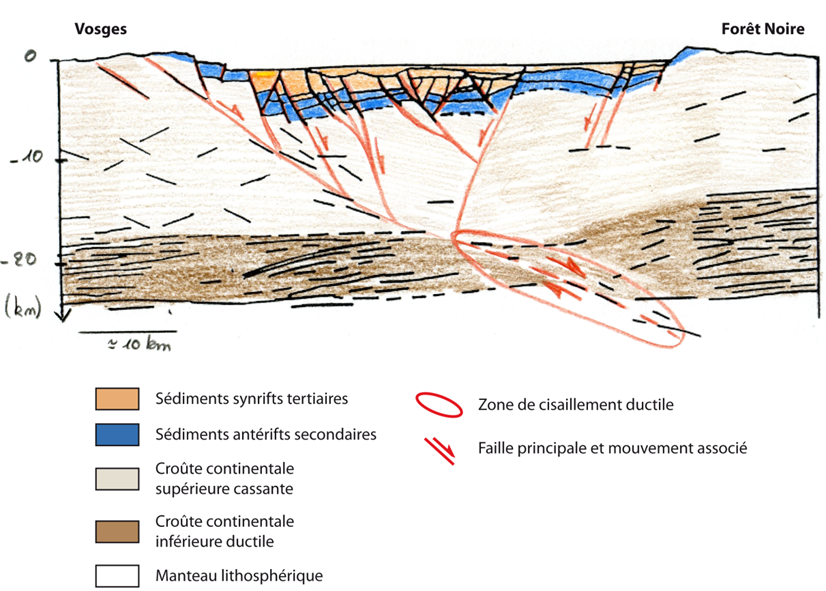 Vosges
Forêt Noire
0
-10
-20
(km)
≃ 10 km
Sédiments synrifts tertiaires
Sédiments antérifts secondaires
Croûte continentale
supérieure cassante
Croûte continentale
inférieure ductile
Manteau lithosphérique
Zone de cisaillement ductile
Faille principale et mouvement associé